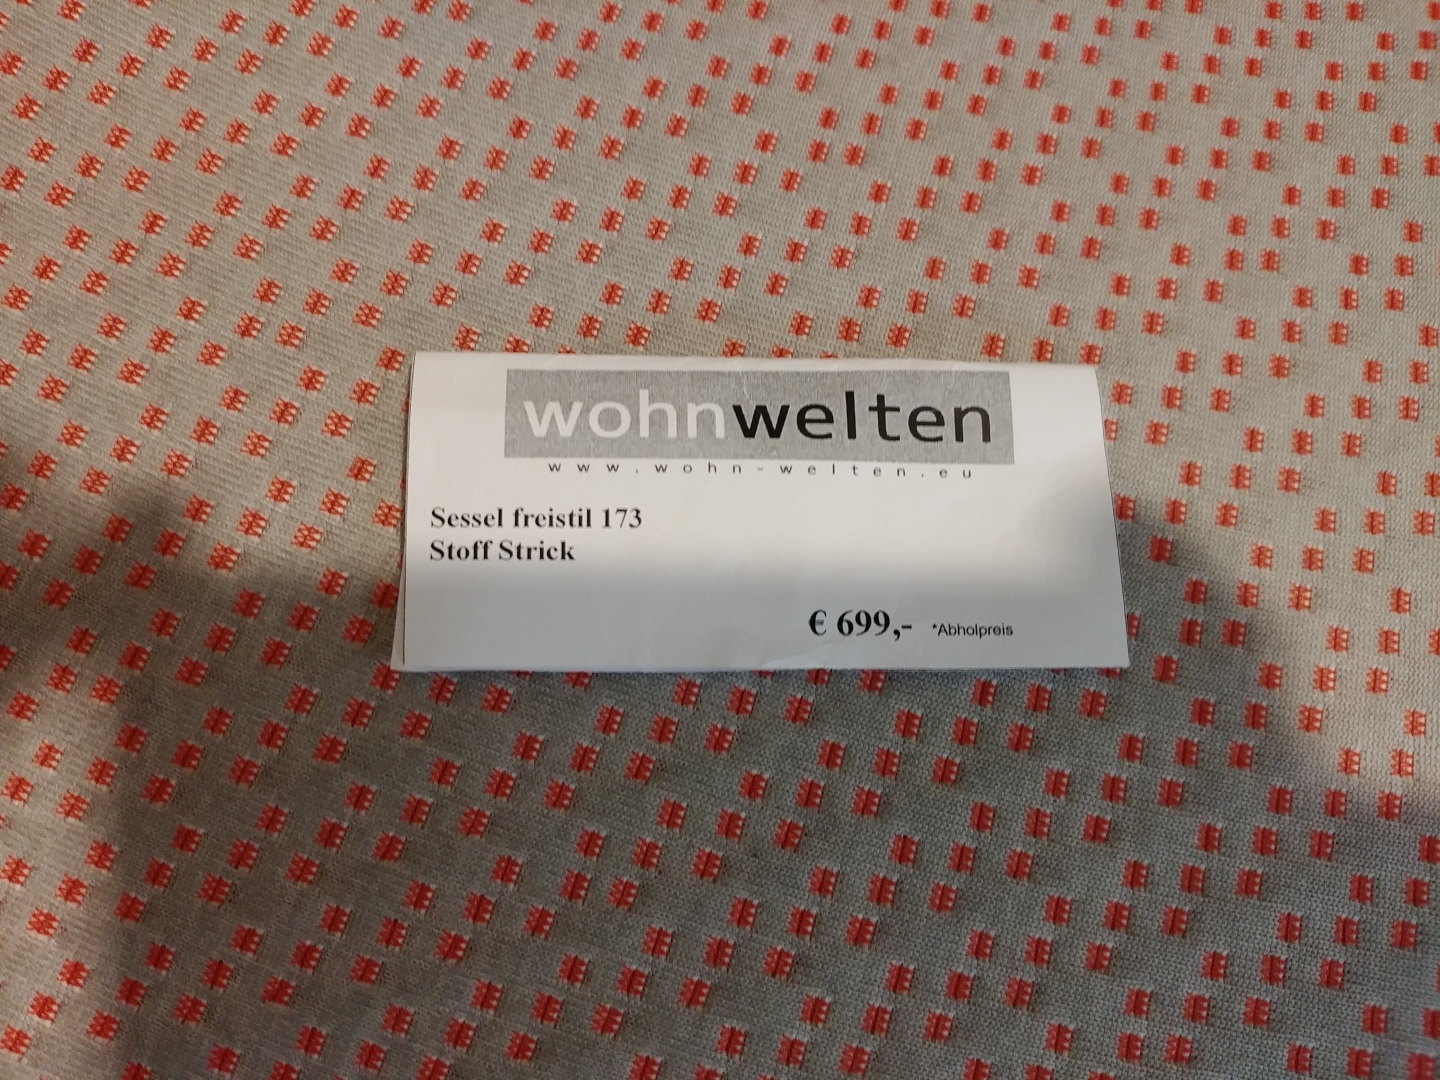 wohnwelten
www.wohn-welten.eu
Sessel freistil 173
Stoff Strick
€ 699,- *Abholpreis